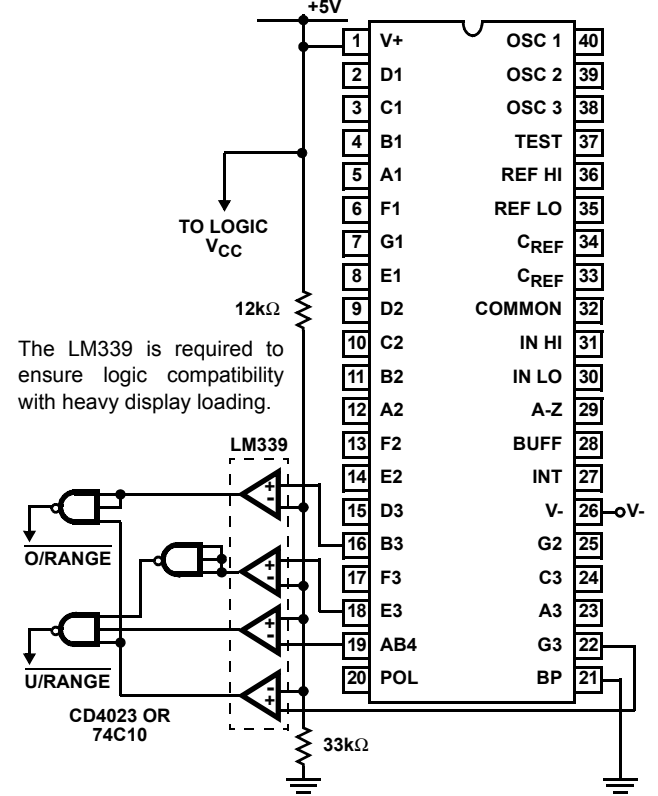 +5V
1 V+ OSC 1 40
2 D1 OSC 2 39
3 C1 OSC 3 38
4 B1 TEST 37
5 A1 REF HI 36
6 F1 REF LO 35
TO LOGIC
VCC
7 G1 CREF 34
8 E1 CREF 33
12kΩ
9 D2 COMMON 32
10 C2 IN HI 31
The LM339 is required to
ensure logic compatibility
with heavy display loading.
11 B2 IN LO 30
12 A2 A-Z 29
13 F2 BUFF 28
LM339
14 E2 INT 27
15 D3 V- 26 V-
16 B3 G2 25
17 F3 C3 24
18 E3 A3 23
19 AB4 G3 22
20 POL BP 21
+
-
+
-
+
-
-
+
O/RANGE
U/RANGE
CD4023 OR
74C10
33kΩ